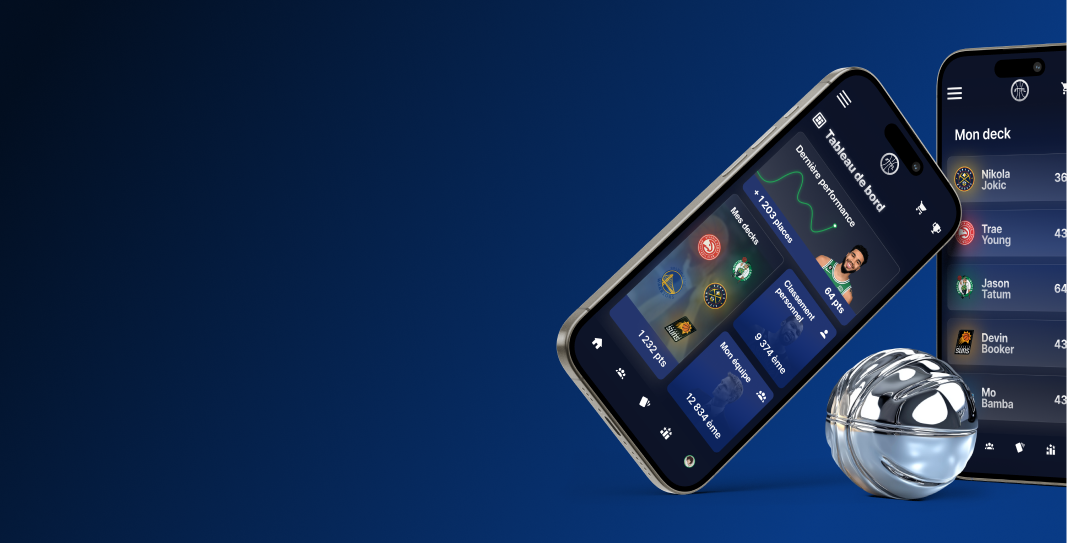 Tableau de bord
Dernière performance
+ 1 203 places
64 pts
Mes decks
SUNS
1 232 pts
Classement
personnel
9 374 ème
Mon équipe
12 834 ème
Mon deck
Nikola
Jokic
36
Trae
Young
43
Jason
Tatum
64
SUNS
Devin
Booker
43
Mo
Bamba
43